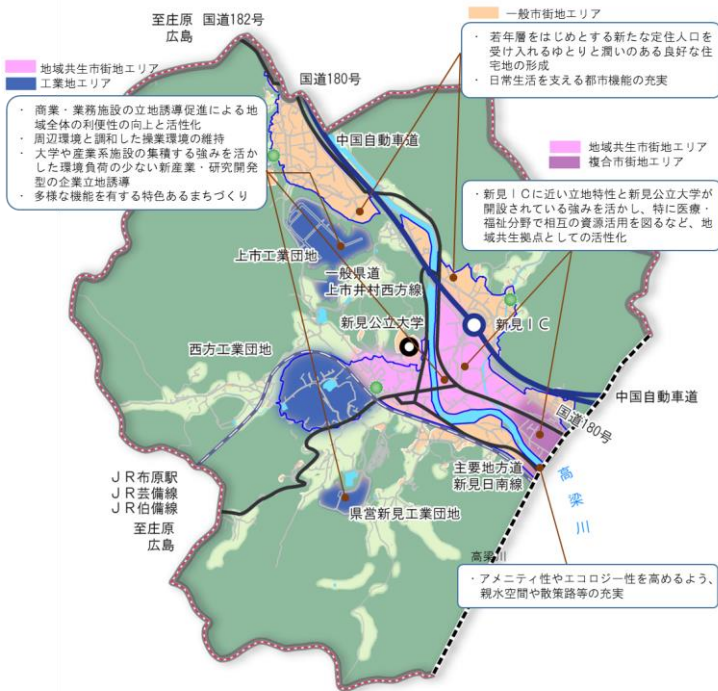 至庄原 国道182号
広島
一般市街地エリア
・ 若年層をはじめとする新たな定住人口を
受け入れるゆとりと潤いのある良好な住
宅地の形成
・ 日常生活を支える都市機能の充実
地域共生市街地エリア
工業地エリア
・ 商業・業務施設の立地誘導促進による地
域全体の利便性の向上と活性化
・ 周辺環境と調和した操業環境の維持
・ 大学や産業系施設の集積する強みを活か
した環境負荷の少ない新産業・研究開発
型の企業立地誘導
・ 多様な機能を有する特色あるまちづくり
国道180号
中国自動車道
地域共生市街地エリア
複合市街地エリア
・新見ICに近い立地特性と新見公立大学が
開設されている強みを活かし、特に医療・
福祉分野で相互の資源活用を図るなど、地
域共生拠点としての活性化
上市工業団地
一般県道
上市井村西方線
新見公立大学
新見IC
西方工業団地
中国自動車道
国道180号
主要地方道
新見日南線
高梁川
JR布原駅
JR芸備線
JR伯備線
至庄原
広島
県営新見工業団地
高梁川
・アメニティ性やエコロジー性を高めるよう、
親水空間や散策路等の充実